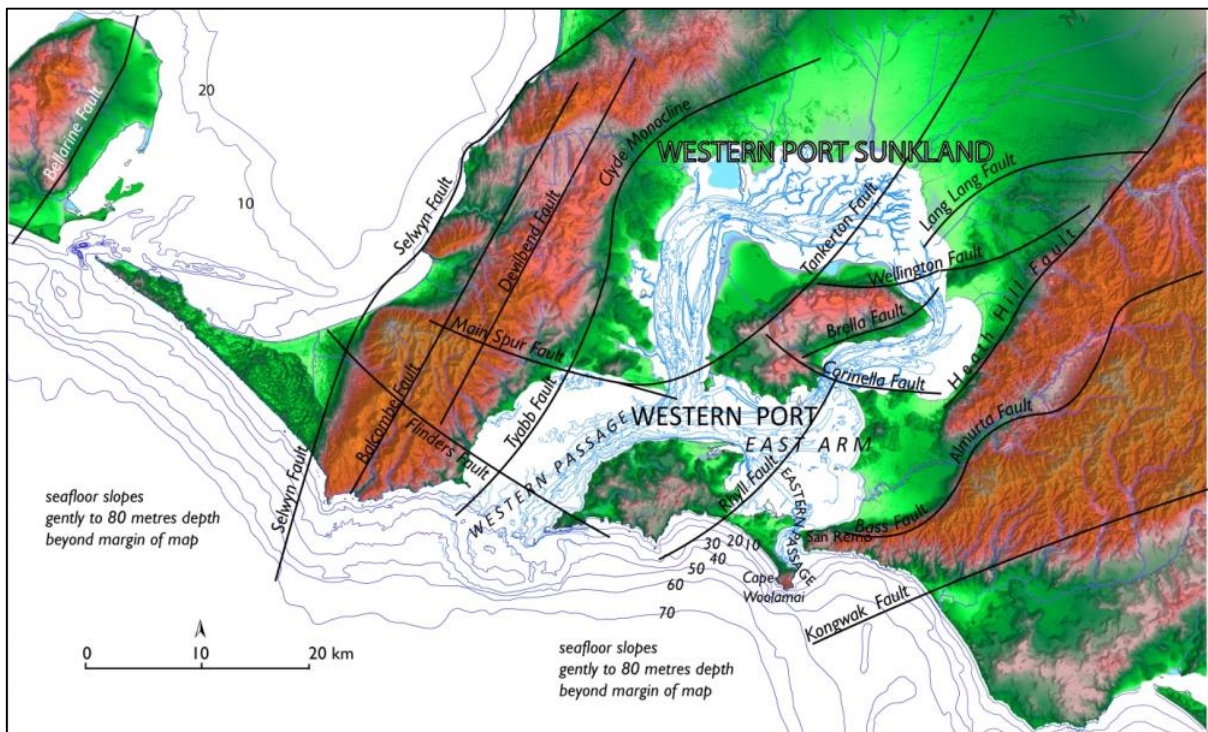 Bellarine Fault
20
10
Selwyn Fault
Devilbend Fault
Clyde Monocline
WESTERN PORT SUNKLAND
Tankerton Fault
Lang Lang Fault
Wellington Fault
Heath Hill Fault
Brella Fault
Corinella Fault
Main Spur Fault
Balcombe Fault
Flinders Fault
Tyabb Fault
WESTERN PORT
EAST ARM
WESTERN PASSAGE
Rhyll Fault
EASTERN PASSAGE
Almurta Fault
Bass Fault
San Remo
Selwyn Fault
seafloor slopes
gently to 80 metres depth
beyond margin of map
30 20 10
40
50
60
70
Cape
Woolamai
Kongwak Fault
0 10 20 km
seafloor slopes
gently to 80 metres depth
beyond margin of map